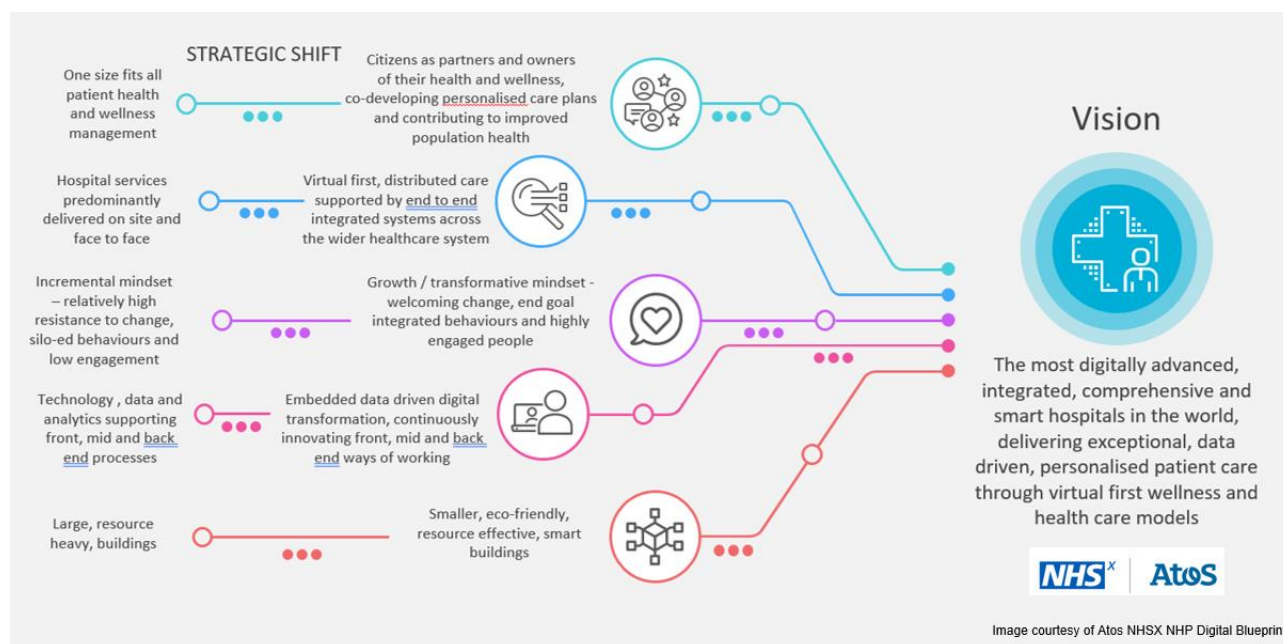 STRATEGIC SHIFT
One size fits all
patient health
and wellness
management
Citizens as partners and owners
of their health and wellness,
co-developing personalised care plans
and contributing to improved
population health
Hospital services
predominantly
delivered on site and
face to face
Virtual first, distributed care
supported by end to end
integrated systems across
the wider healthcare system
Incremental mindset
– relatively high
resistance to change,
silo-ed behaviours and
low engagement
Growth / transformative mindset -
welcoming change, end goal
integrated behaviours and highly
engaged people
Technology , data and
analytics supporting
front, mid and back
end processes
Embedded data driven digital
transformation, continuously
innovating front, mid and back
end ways of working
Large, resource
heavy, buildings
Smaller, eco-friendly,
resource effective, smart
buildings
Vision
The most digitally advanced,
integrated, comprehensive and
smart hospitals in the world,
delivering exceptional, data
driven, personalised patient care
through virtual first wellness and
health care models
NHSX
Atos
Image courtesy of Atos NHSX NHP Digital Blueprin